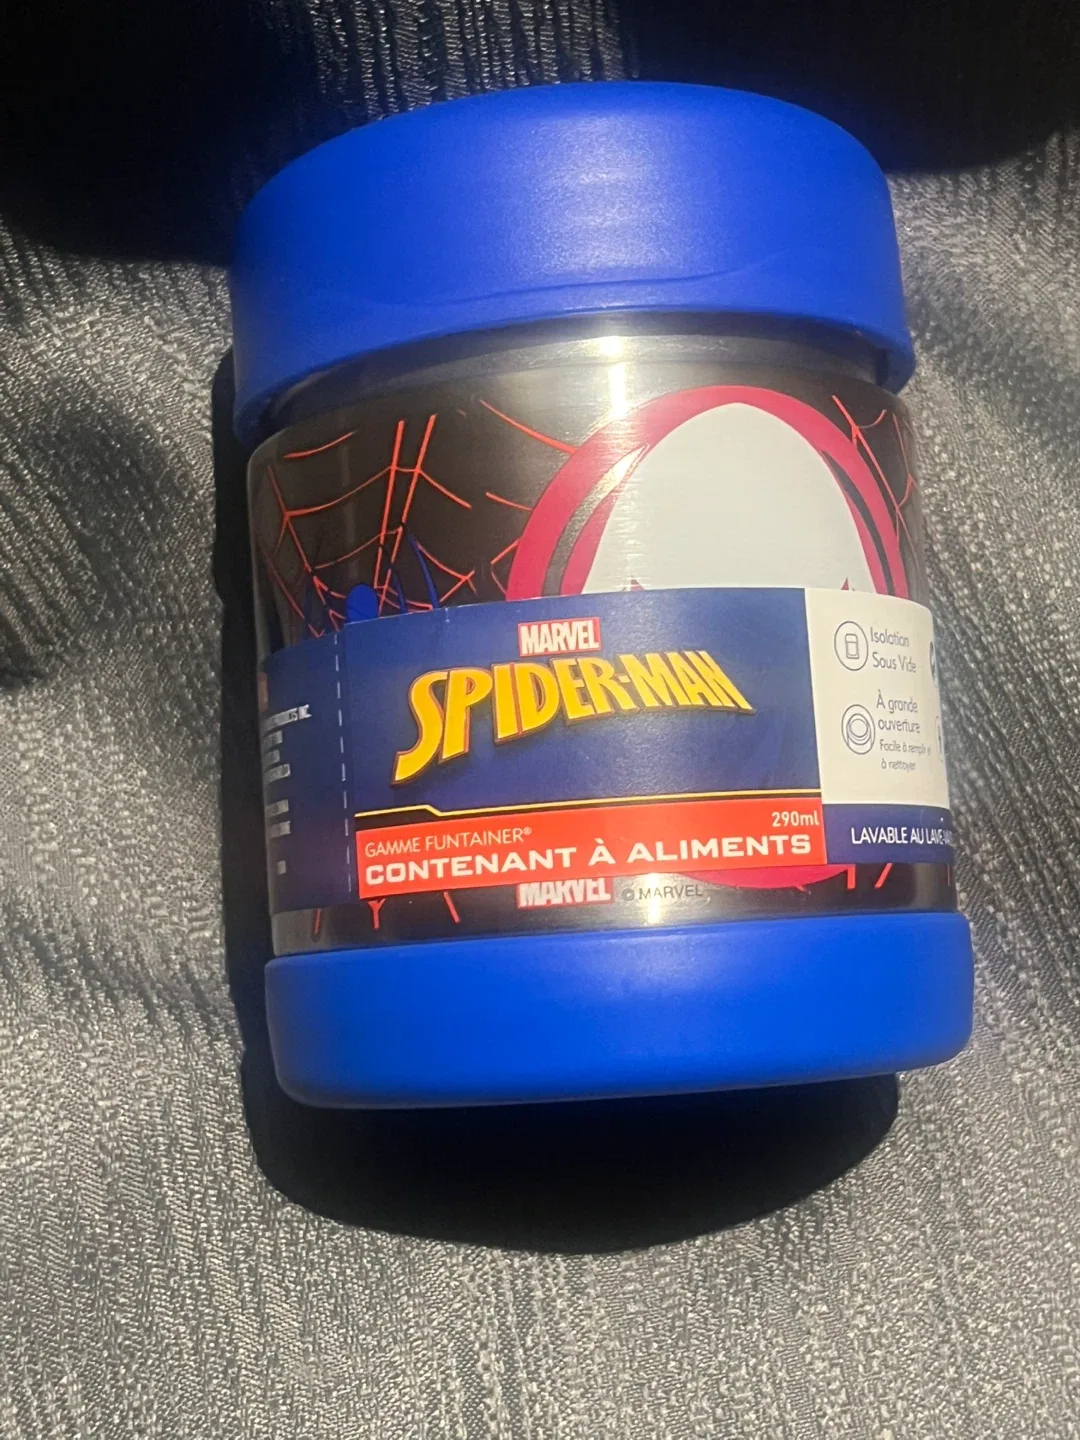 MARVEL
SPIDER-MAN
290ml
GAMME FUNTAINER®
CONTENANT À ALIMENTS
MARVEL © MARVEL
Isolation
Sous Vide
À grande
ouverture
Facile à remplir et
à nettoyer
LAVABLE AU